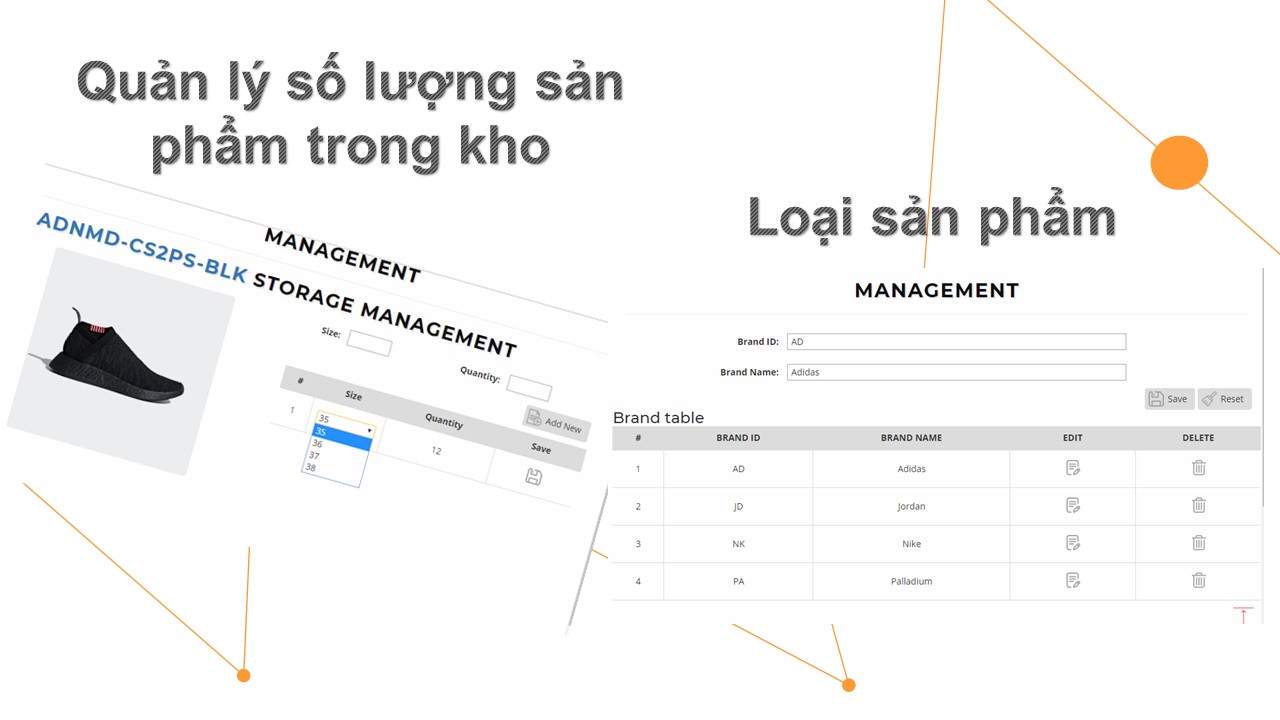 Quản lý số lượng sản
phẩm trong kho
MANAGEMENT
ADNMD-CS2PS-BLK STORAGE MANAGEMENT
Size:
Quantity:
Add New
# Size Quantity Save
1 35 12
35
36
37
38
Loại sản phẩm
MANAGEMENT
Brand ID: AD
Brand Name: Adidas
Save Reset
Brand table
# BRAND ID BRAND NAME EDIT DELETE
1 AD Adidas
2 JD Jordan
3 NK Nike
4 PA Palladium